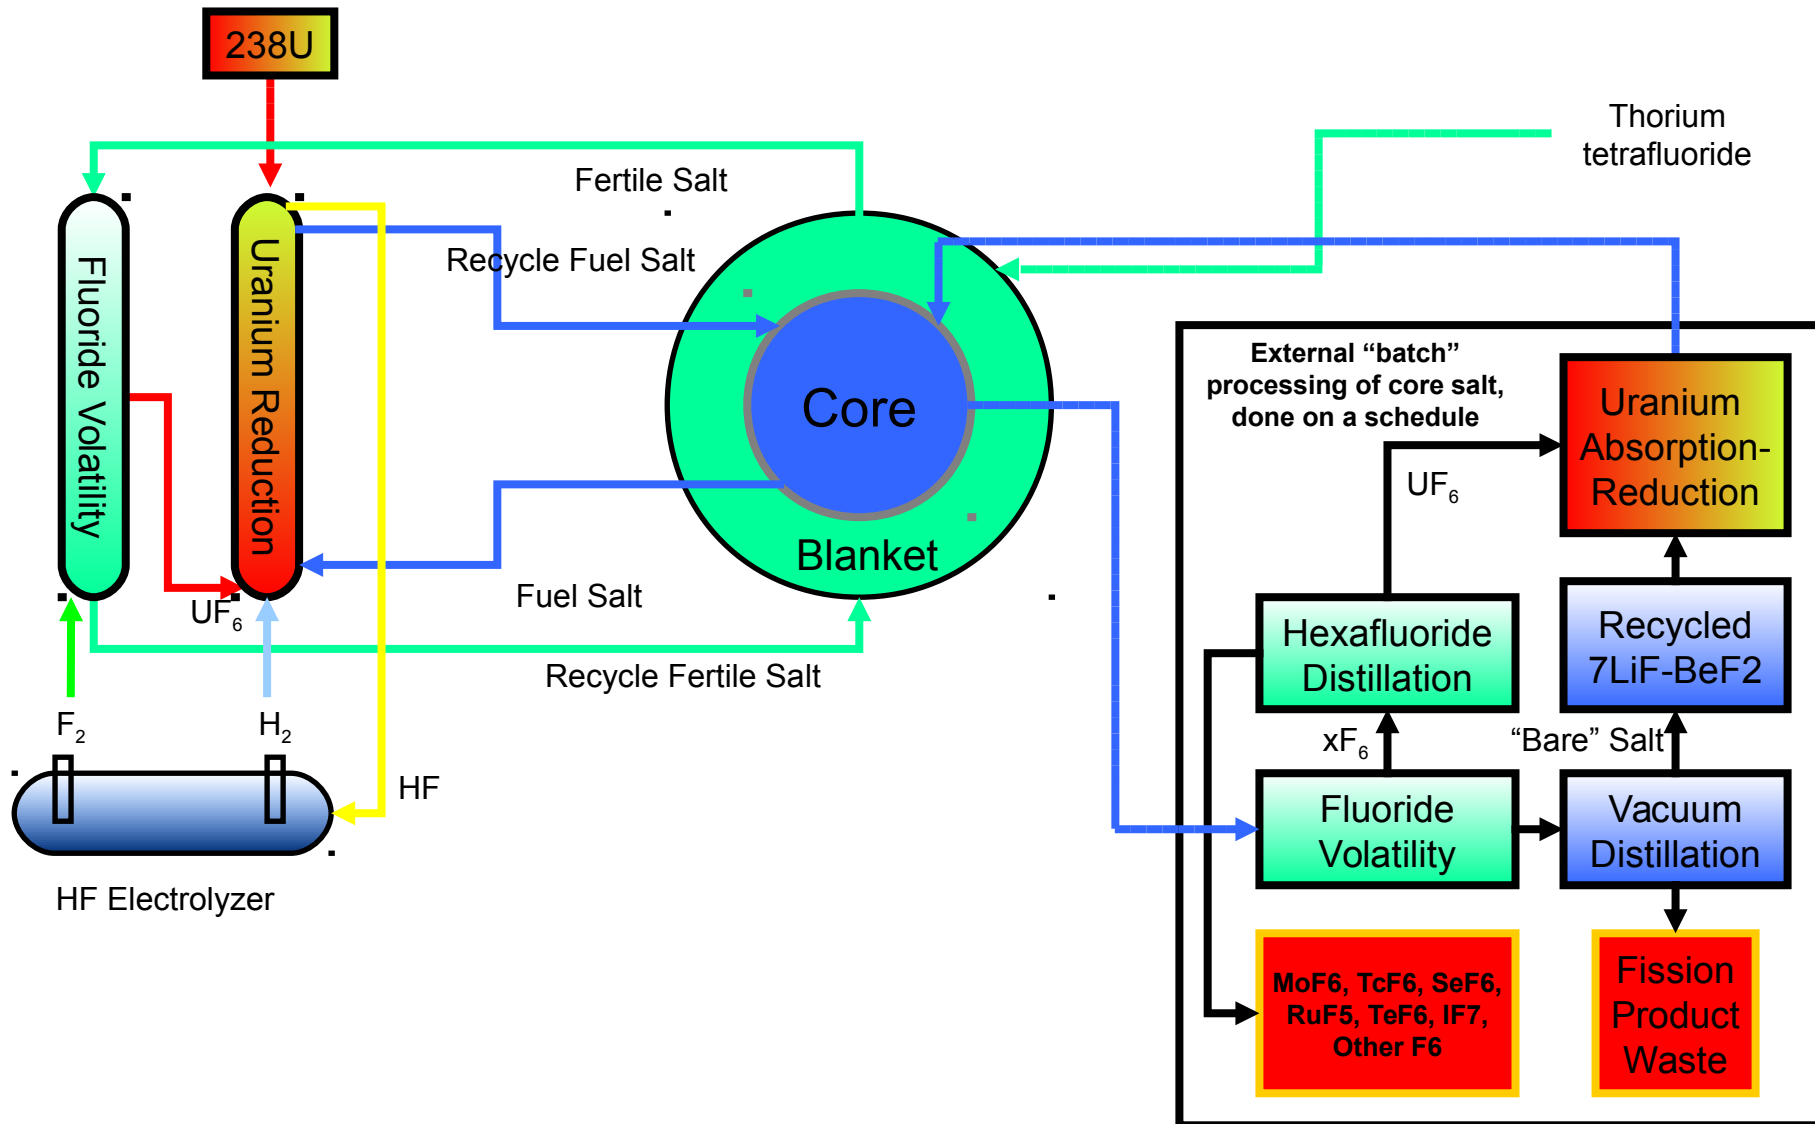 238U
Thorium
tetrafluoride
Fertile Salt
Recycle Fuel Salt
Fluoride Volatility
Uranium Reduction
Core
Blanket
Fuel Salt
UF6
Recycle Fertile Salt
F2
H2
HF
HF Electrolyzer
External “batch”
processing of core salt,
done on a schedule
Uranium
Absorption-
Reduction
UF6
Hexafluoride
Distillation
Recycled
7LiF-BeF2
xF6
“Bare” Salt
Fluoride
Volatility
Vacuum
Distillation
MoF6, TcF6, SeF6,
RuF5, TeF6, IF7,
Other F6
Fission
Product
Waste